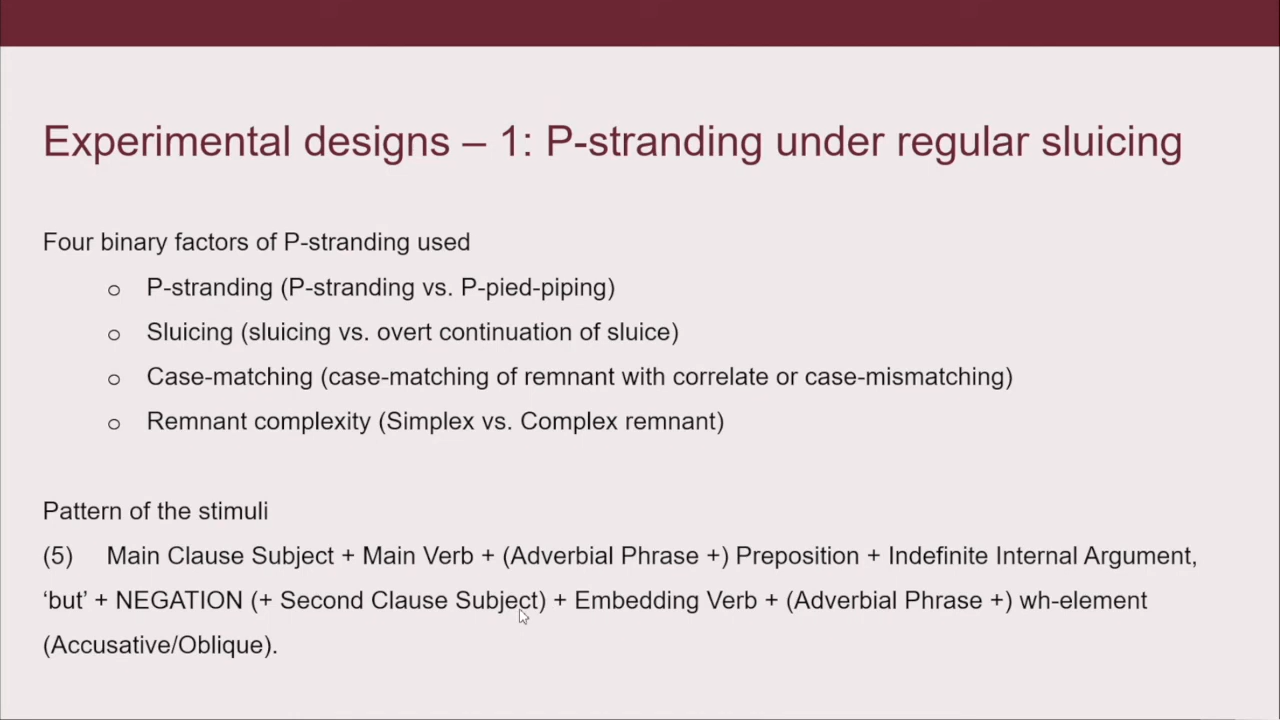 Experimental designs – 1: P-stranding under regular sluicing
Four binary factors of P-stranding used
o P-stranding (P-stranding vs. P-pied-piping)
o Sluicing (sluicing vs. overt continuation of sluice)
o Case-matching (case-matching of remnant with correlate or case-mismatching)
o Remnant complexity (Simplex vs. Complex remnant)
Pattern of the stimuli
(5) Main Clause Subject + Main Verb + (Adverbial Phrase +) Preposition + Indefinite Internal Argument,
‘but’ + NEGATION (+ Second Clause Subject) + Embedding Verb + (Adverbial Phrase +) wh-element
(Accusative/Oblique).